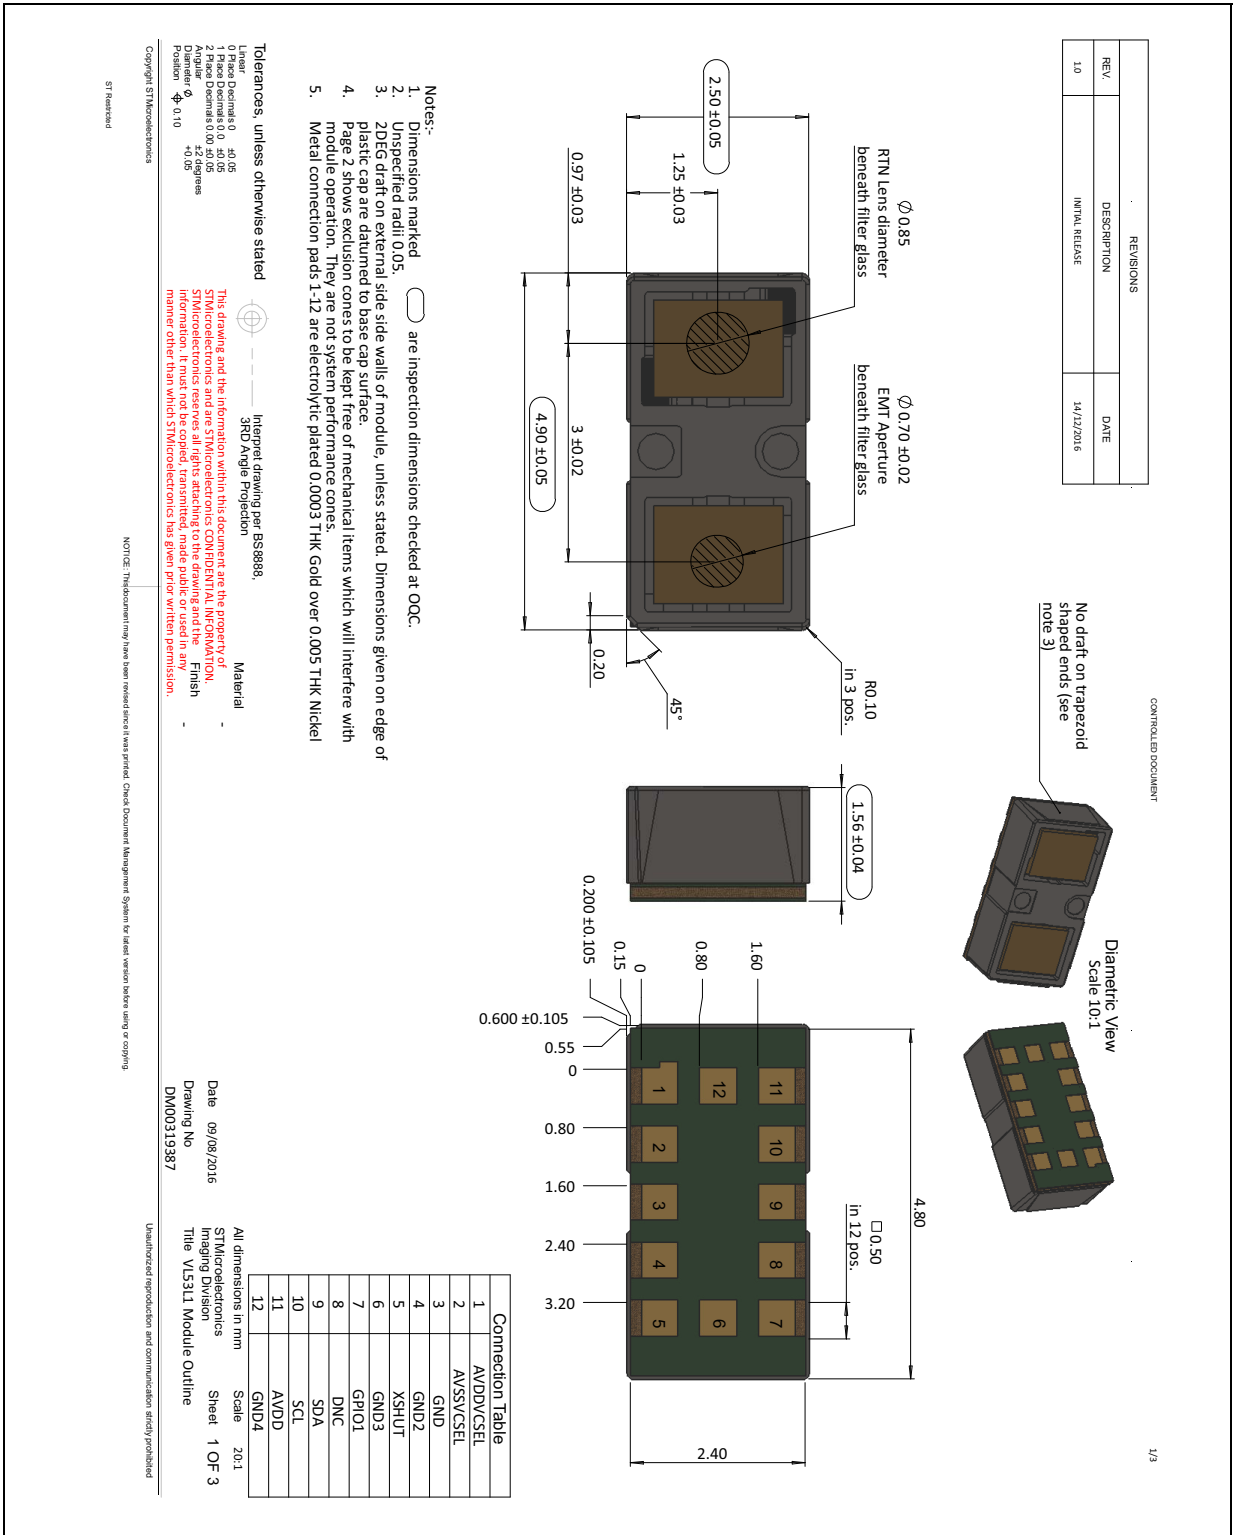 CONTROLLED DOCUMENT
1/3
REVISIONS
REV. DESCRIPTION DATE
1.0 INITIAL RELEASE 14/12/2016
No draft on trapezoid
shaped ends (see
note 3)
Diametric View
Scale 10:1
Ø 0.85
RTN Lens diameter
beneath filter glass
Ø 0.70 ±0.02
EMT Aperture
beneath filter glass
R0.10
in 3 pos.
2.50 ±0.05
1.25 ±0.03
0.97 ±0.03
3 ±0.02
4.90 ±0.05
0.20
45°
1.56 ±0.04
1.60
0.80
0
0.15
0.200 ±0.105
0.600 ±0.105
0.55
0
0.80
1.60
2.40
3.20
4.80
□ 0.50
in 12 pos.
2.40
11 10 9 8 7
12 6
1 2 3 4 5
Notes:-
1. Dimensions marked are inspection dimensions checked at OQC.
2. Unspecified radii 0.05.
3. 2DEG draft on external side side walls of module, unless stated. Dimensions given on edge of
plastic cap are datumed to base cap surface.
4. Page 2 shows exclusion cones to be kept free of mechanical items which will interfere with
module operation. They are not system performance cones.
5. Metal connection pads 1-12 are electrolytic plated 0.0003 THK Gold over 0.005 THK Nickel
Connection Table
1 AVDDVCSEL
2 AVSSVCSEL
3 GND
4 GND2
5 XSHUT
6 GND3
7 GPIO1
8 DNC
9 SDA
10 SCL
11 AVDD
12 GND4
Tolerances, unless otherwise stated
Linear
0 Place Decimals 0 ±0.05
1 Place Decimals 0.0 ±0.05
2 Place Decimals 0.00 ±0.05
Angular ±2 degrees
Diameter Ø +0.05
Position ⌖ 0.10
Interpret drawing per BS8888,
3RD Angle Projection
This drawing and the information within this document are the property of
STMicroelectronics and are STMicroelectronics CONFIDENTIAL INFORMATION.
STMicroelectronics reserves all rights attaching to the drawing and the
information. It must not be copied, transmitted, made public or used in any
manner other than which STMicroelectronics has given prior written permission.
Material
-
Finish
-
Date 09/08/2016
Drawing No
DM00319387
All dimensions in mm
STMicroelectronics
Imaging Division
Scale 20:1
Sheet 1 OF 3
Title VL53L1 Module Outline
Copyright STMicroelectronics
Unauthorized reproduction and communication strictly prohibited
NOTICE: This document may have been revised since it was printed. Check Document Management System for latest version before using or copying.
ST Restricted